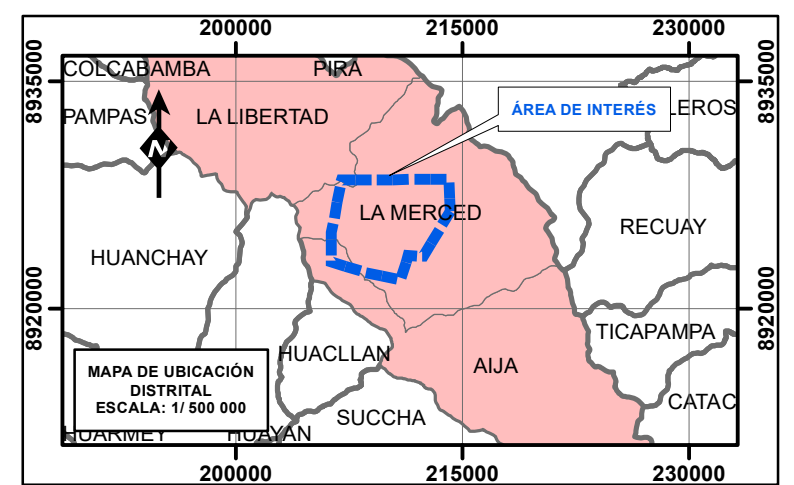 200000 215000 230000
8935000 8935000
COLCABAMBA PIRA
PAMPAS LA LIBERTAD ÁREA DE INTERÉS LEROS
N
LA MERCED
RECUAY
HUANCHAY
8920000 8920000
TICAPAMPA
HUACLLAN
AIJA
MAPA DE UBICACIÓN
DISTRITAL
ESCALA: 1/ 500 000
CATAC
SUCCHA
HUARMEY HUAYAN
200000 215000 230000